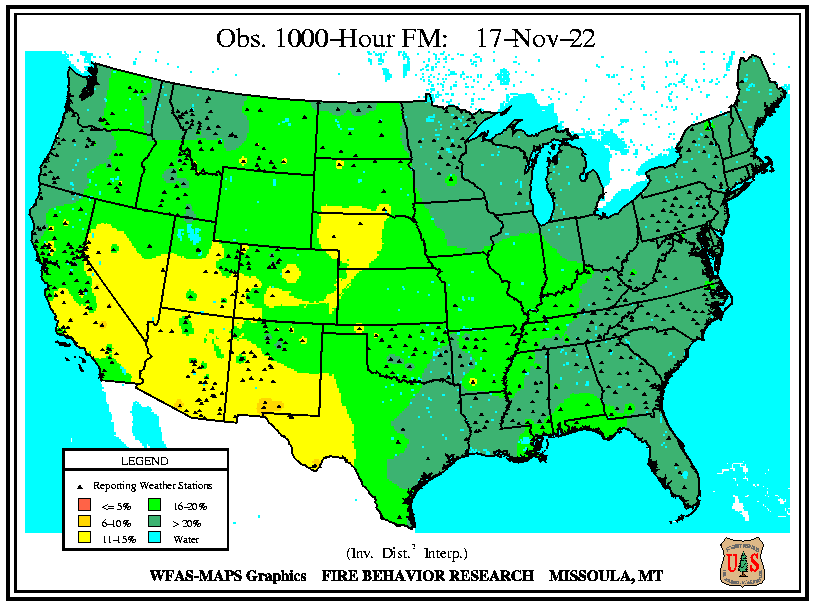 Obs. 1000-Hour FM: 17-Nov-22
LEGEND
Reporting Weather Stations
<= 5% 16-20%
6-10% > 20%
11-15% Water
(Inv. Dist.² Interp.)
WFAS-MAPS Graphics FIRE BEHAVIOR RESEARCH MISSOULA, MT
U S